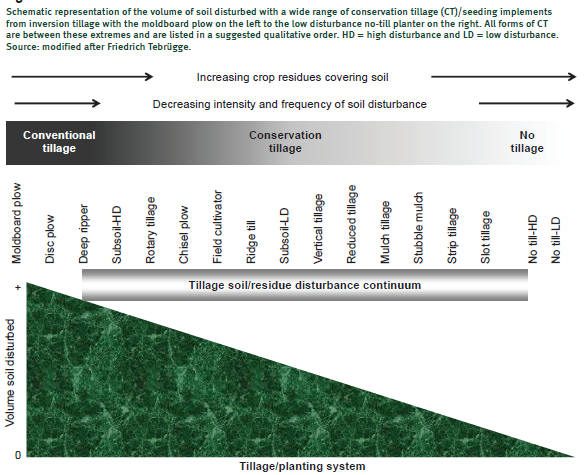 Schematic representation of the volume of soil disturbed with a wide range of conservation tillage (CT)/seeding implements
from inversion tillage with the moldboard plow on the left to the low disturbance no-till planter on the right. All forms of CT
are between these extremes and are listed in a suggested qualitative order. HD = high disturbance and LD = low disturbance.
Source: modified after Friedrich Tebrügge.
Increasing crop residues covering soil
Decreasing intensity and frequency of soil disturbance
Conventional
tillage
Conservation
tillage
No
tillage
Moldboard plow
Disc plow
Deep ripper
Subsoil-HD
Rotary tillage
Chisel plow
Field cultivator
Ridge till
Subsoil-LD
Vertical tillage
Reduced tillage
Mulch tillage
Stubble mulch
Strip tillage
Slot tillage
No till-HD
No till-LD
Tillage soil/residue disturbance continuum
+
Volume soil disturbed
0
Tillage/planting system